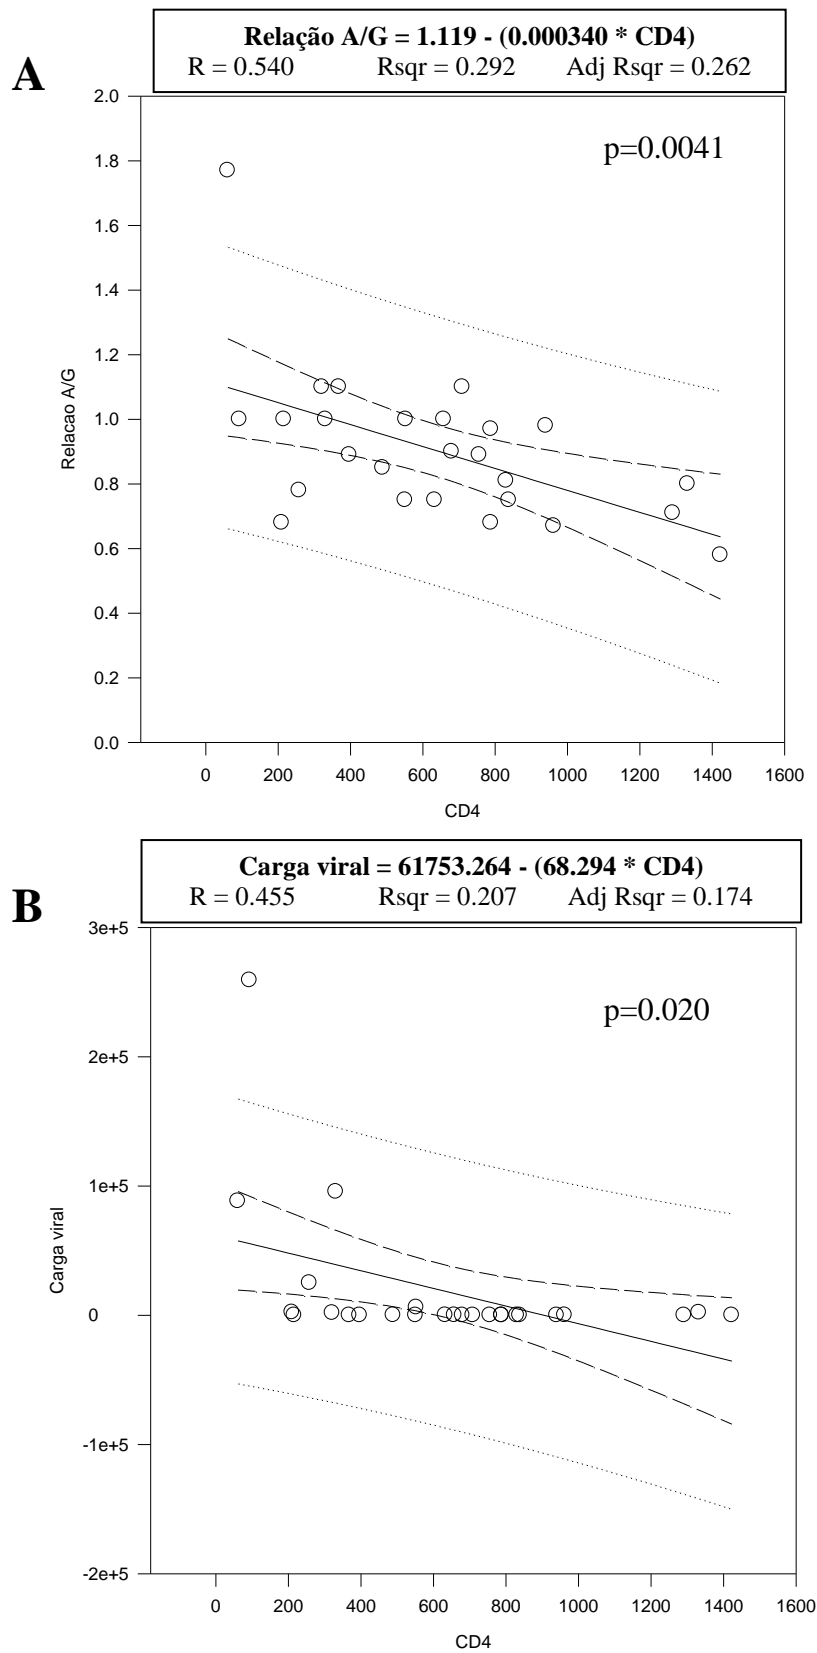 Relação A/G = 1.119 - (0.000340 * CD4)
R = 0.540 Rsqr = 0.292 Adj Rsqr = 0.262
A
p=0.0041
2.0
1.8
1.6
1.4
1.2
1.0
0.8
0.6
0.4
0.2
0.0
Relacao A/G
0 200 400 600 800 1000 1200 1400 1600
CD4
Carga viral = 61753.264 - (68.294 * CD4)
R = 0.455 Rsqr = 0.207 Adj Rsqr = 0.174
B
p=0.020
3e+5
2e+5
1e+5
0
-1e+5
-2e+5
Carga viral
0 200 400 600 800 1000 1200 1400 1600
CD4